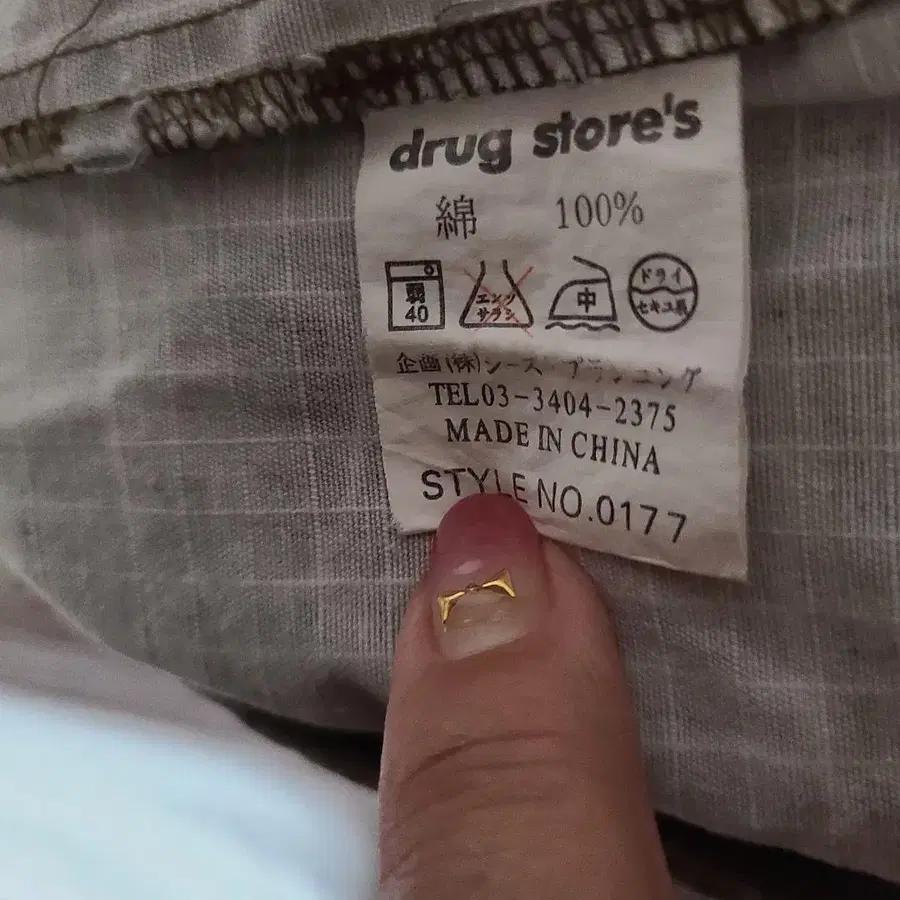 drug store's
綿 100%
弱 40 エンソ サラシ 中 ドライ セキユ系
企画(株)シーズ・プランニング
TEL03-3404-2375
MADE IN CHINA
STYLE NO.0177